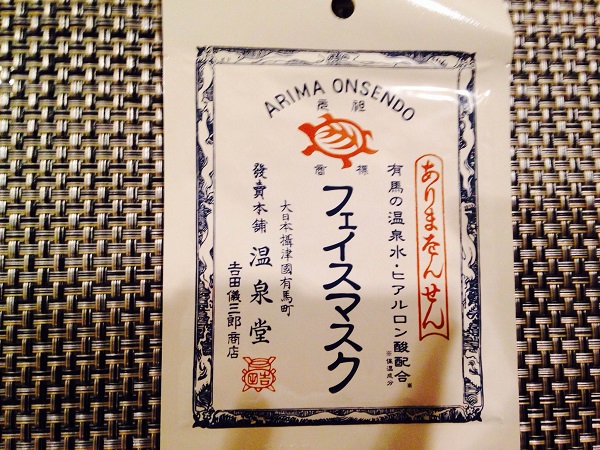 ARIMA ONSENDO
登録
商標
ありまたんせん
有馬の温泉水・ヒアルロン酸配合※
※保湿成分
フェイスマスク
大日本攝津國有馬町
發賣本舗 温泉堂
吉田儀三郎商店